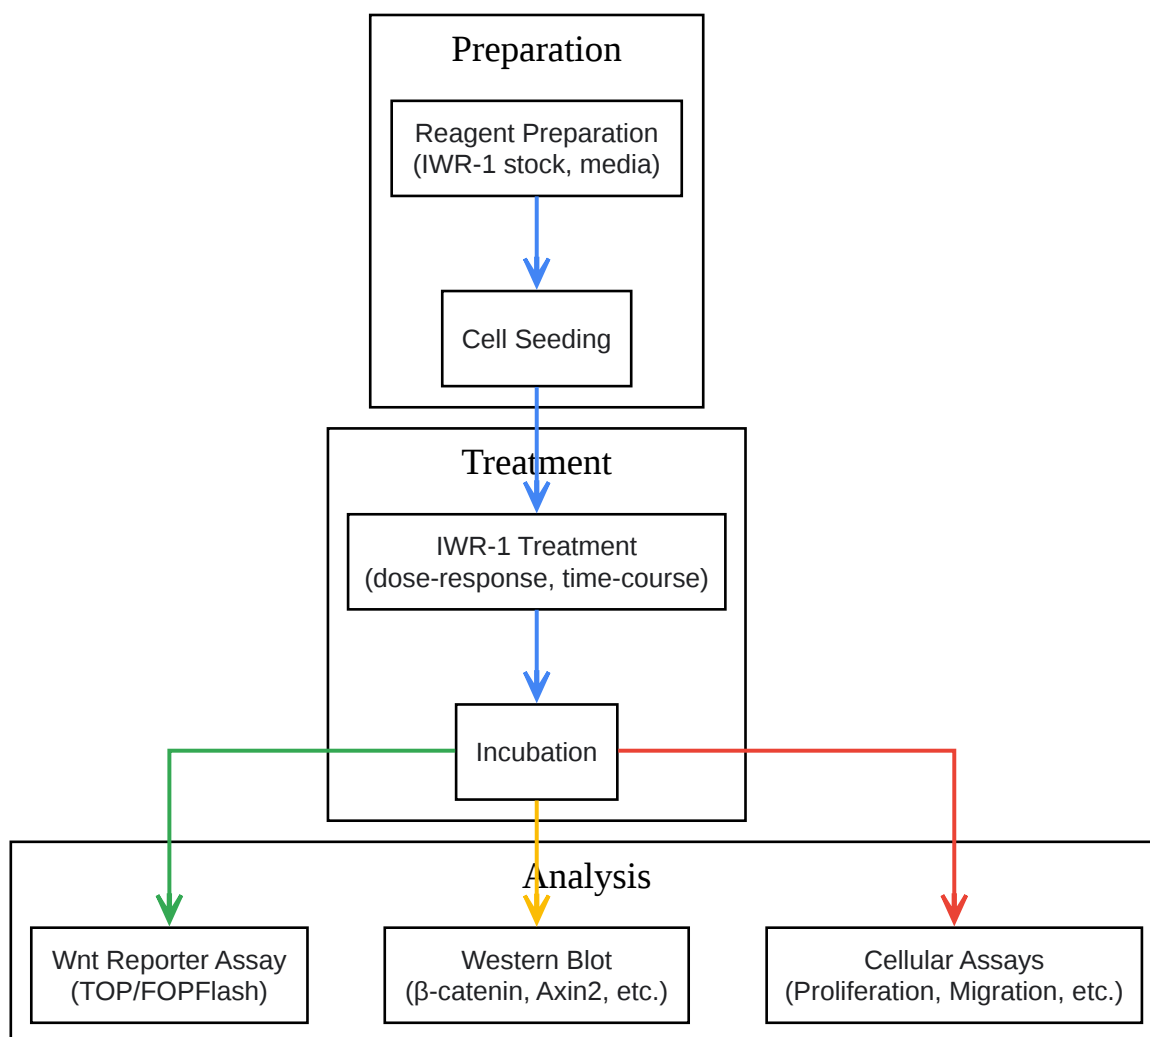 Preparation
Reagent Preparation
(IWR-1 stock, media)
Cell Seeding
Treatment
IWR-1 Treatment
(dose-response, time-course)
Incubation
Analysis
Wnt Reporter Assay
(TOP/FOPFlash)
Western Blot
(β-catenin, Axin2, etc.)
Cellular Assays
(Proliferation, Migration, etc.)